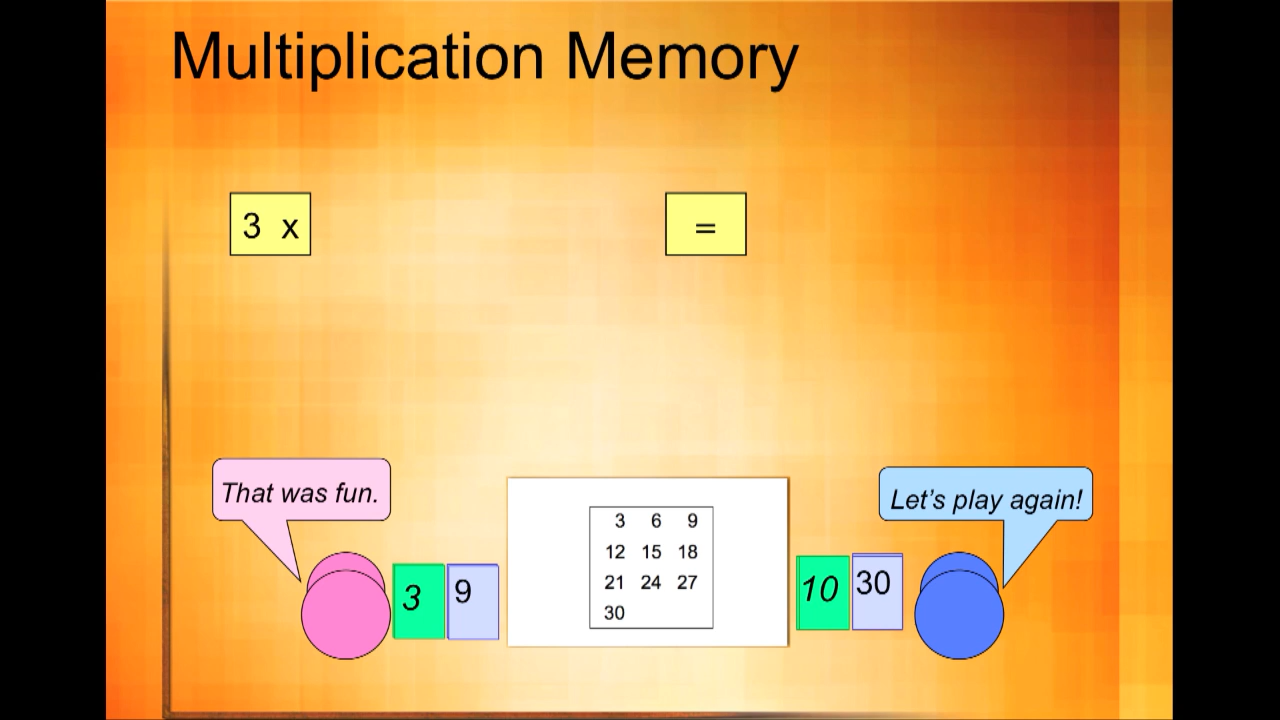 Multiplication Memory
3 x
=
That was fun.
Let's play again!
3 9
3 6 9
12 15 18
21 24 27
30
10 30